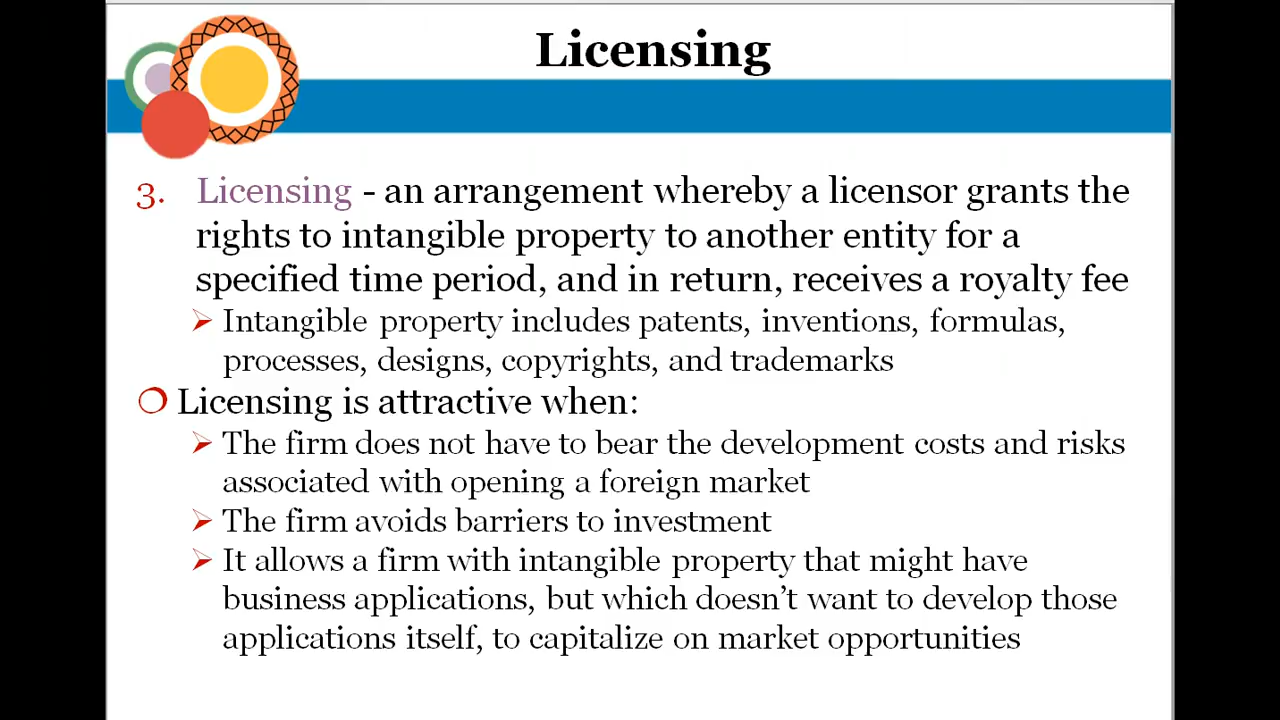 Licensing
3. Licensing - an arrangement whereby a licensor grants the
rights to intangible property to another entity for a
specified time period, and in return, receives a royalty fee
➢ Intangible property includes patents, inventions, formulas,
processes, designs, copyrights, and trademarks
❍ Licensing is attractive when:
➢ The firm does not have to bear the development costs and risks
associated with opening a foreign market
➢ The firm avoids barriers to investment
➢ It allows a firm with intangible property that might have
business applications, but which doesn’t want to develop those
applications itself, to capitalize on market opportunities